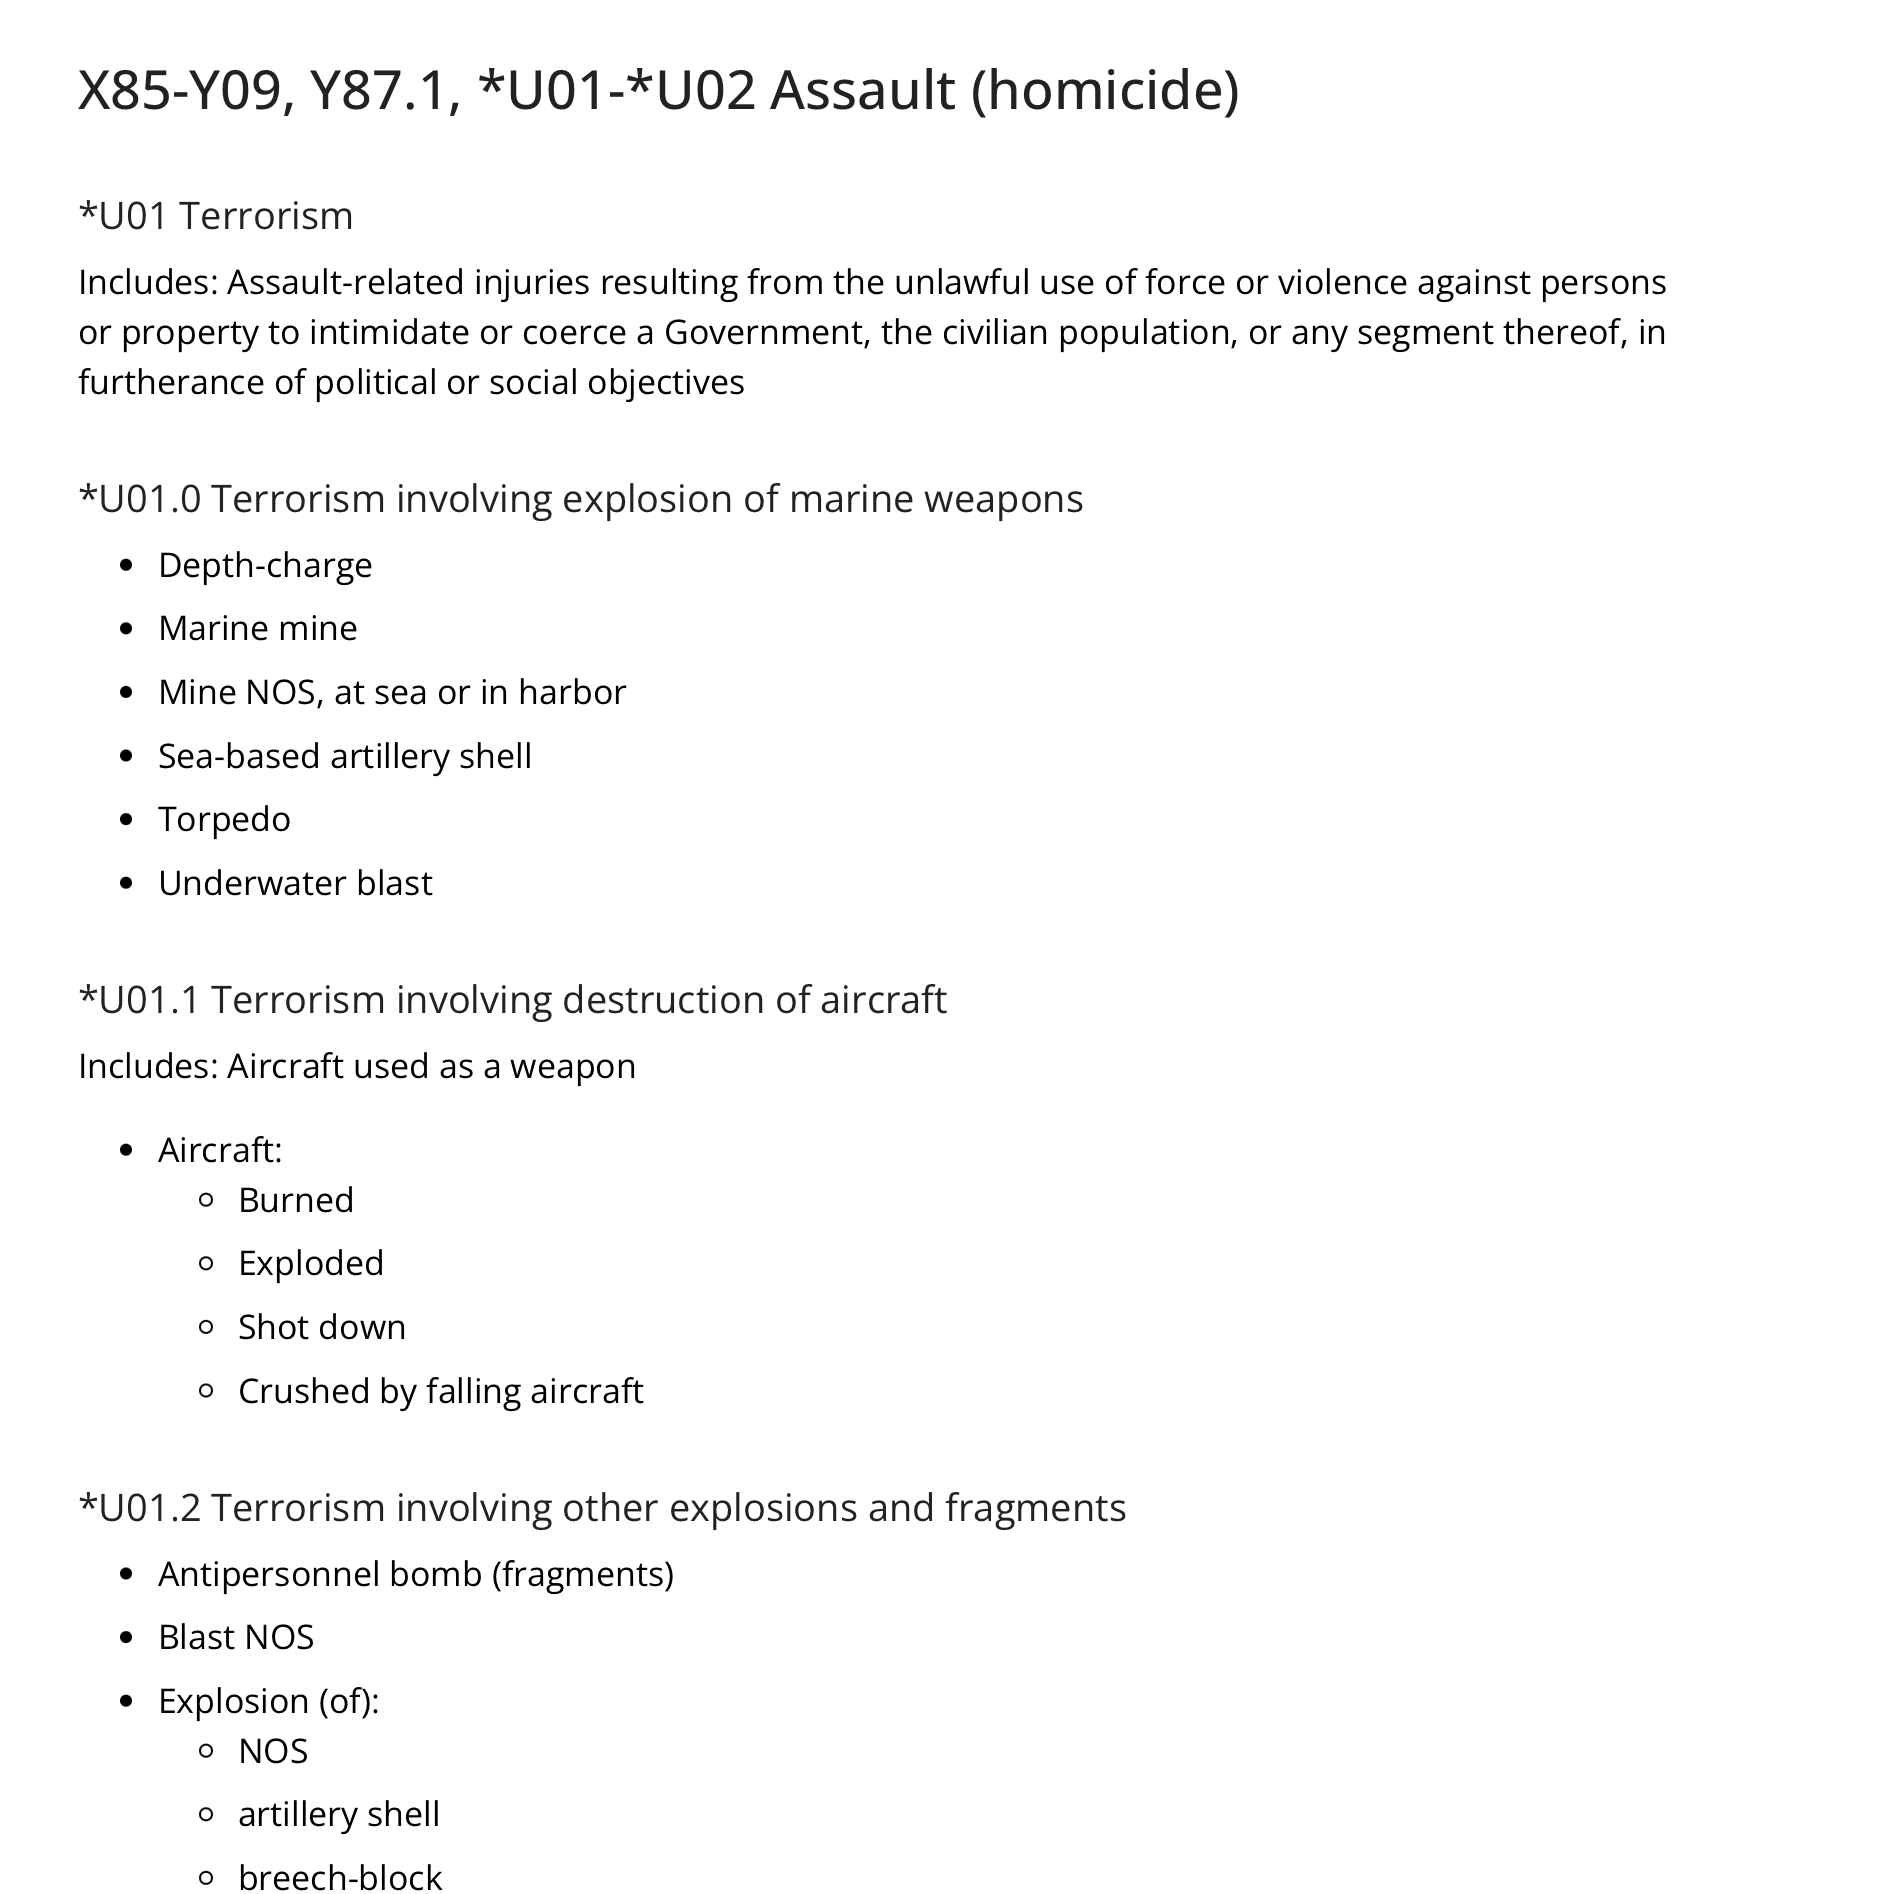 X85-Y09, Y87.1, *U01-*U02 Assault (homicide)
*U01 Terrorism
Includes: Assault-related injuries resulting from the unlawful use of force or violence against persons
or property to intimidate or coerce a Government, the civilian population, or any segment thereof, in
furtherance of political or social objectives
*U01.0 Terrorism involving explosion of marine weapons
• Depth-charge
• Marine mine
• Mine NOS, at sea or in harbor
• Sea-based artillery shell
• Torpedo
• Underwater blast
*U01.1 Terrorism involving destruction of aircraft
Includes: Aircraft used as a weapon
• Aircraft:
◦ Burned
◦ Exploded
◦ Shot down
◦ Crushed by falling aircraft
*U01.2 Terrorism involving other explosions and fragments
• Antipersonnel bomb (fragments)
• Blast NOS
• Explosion (of):
◦ NOS
◦ artillery shell
◦ breech-block